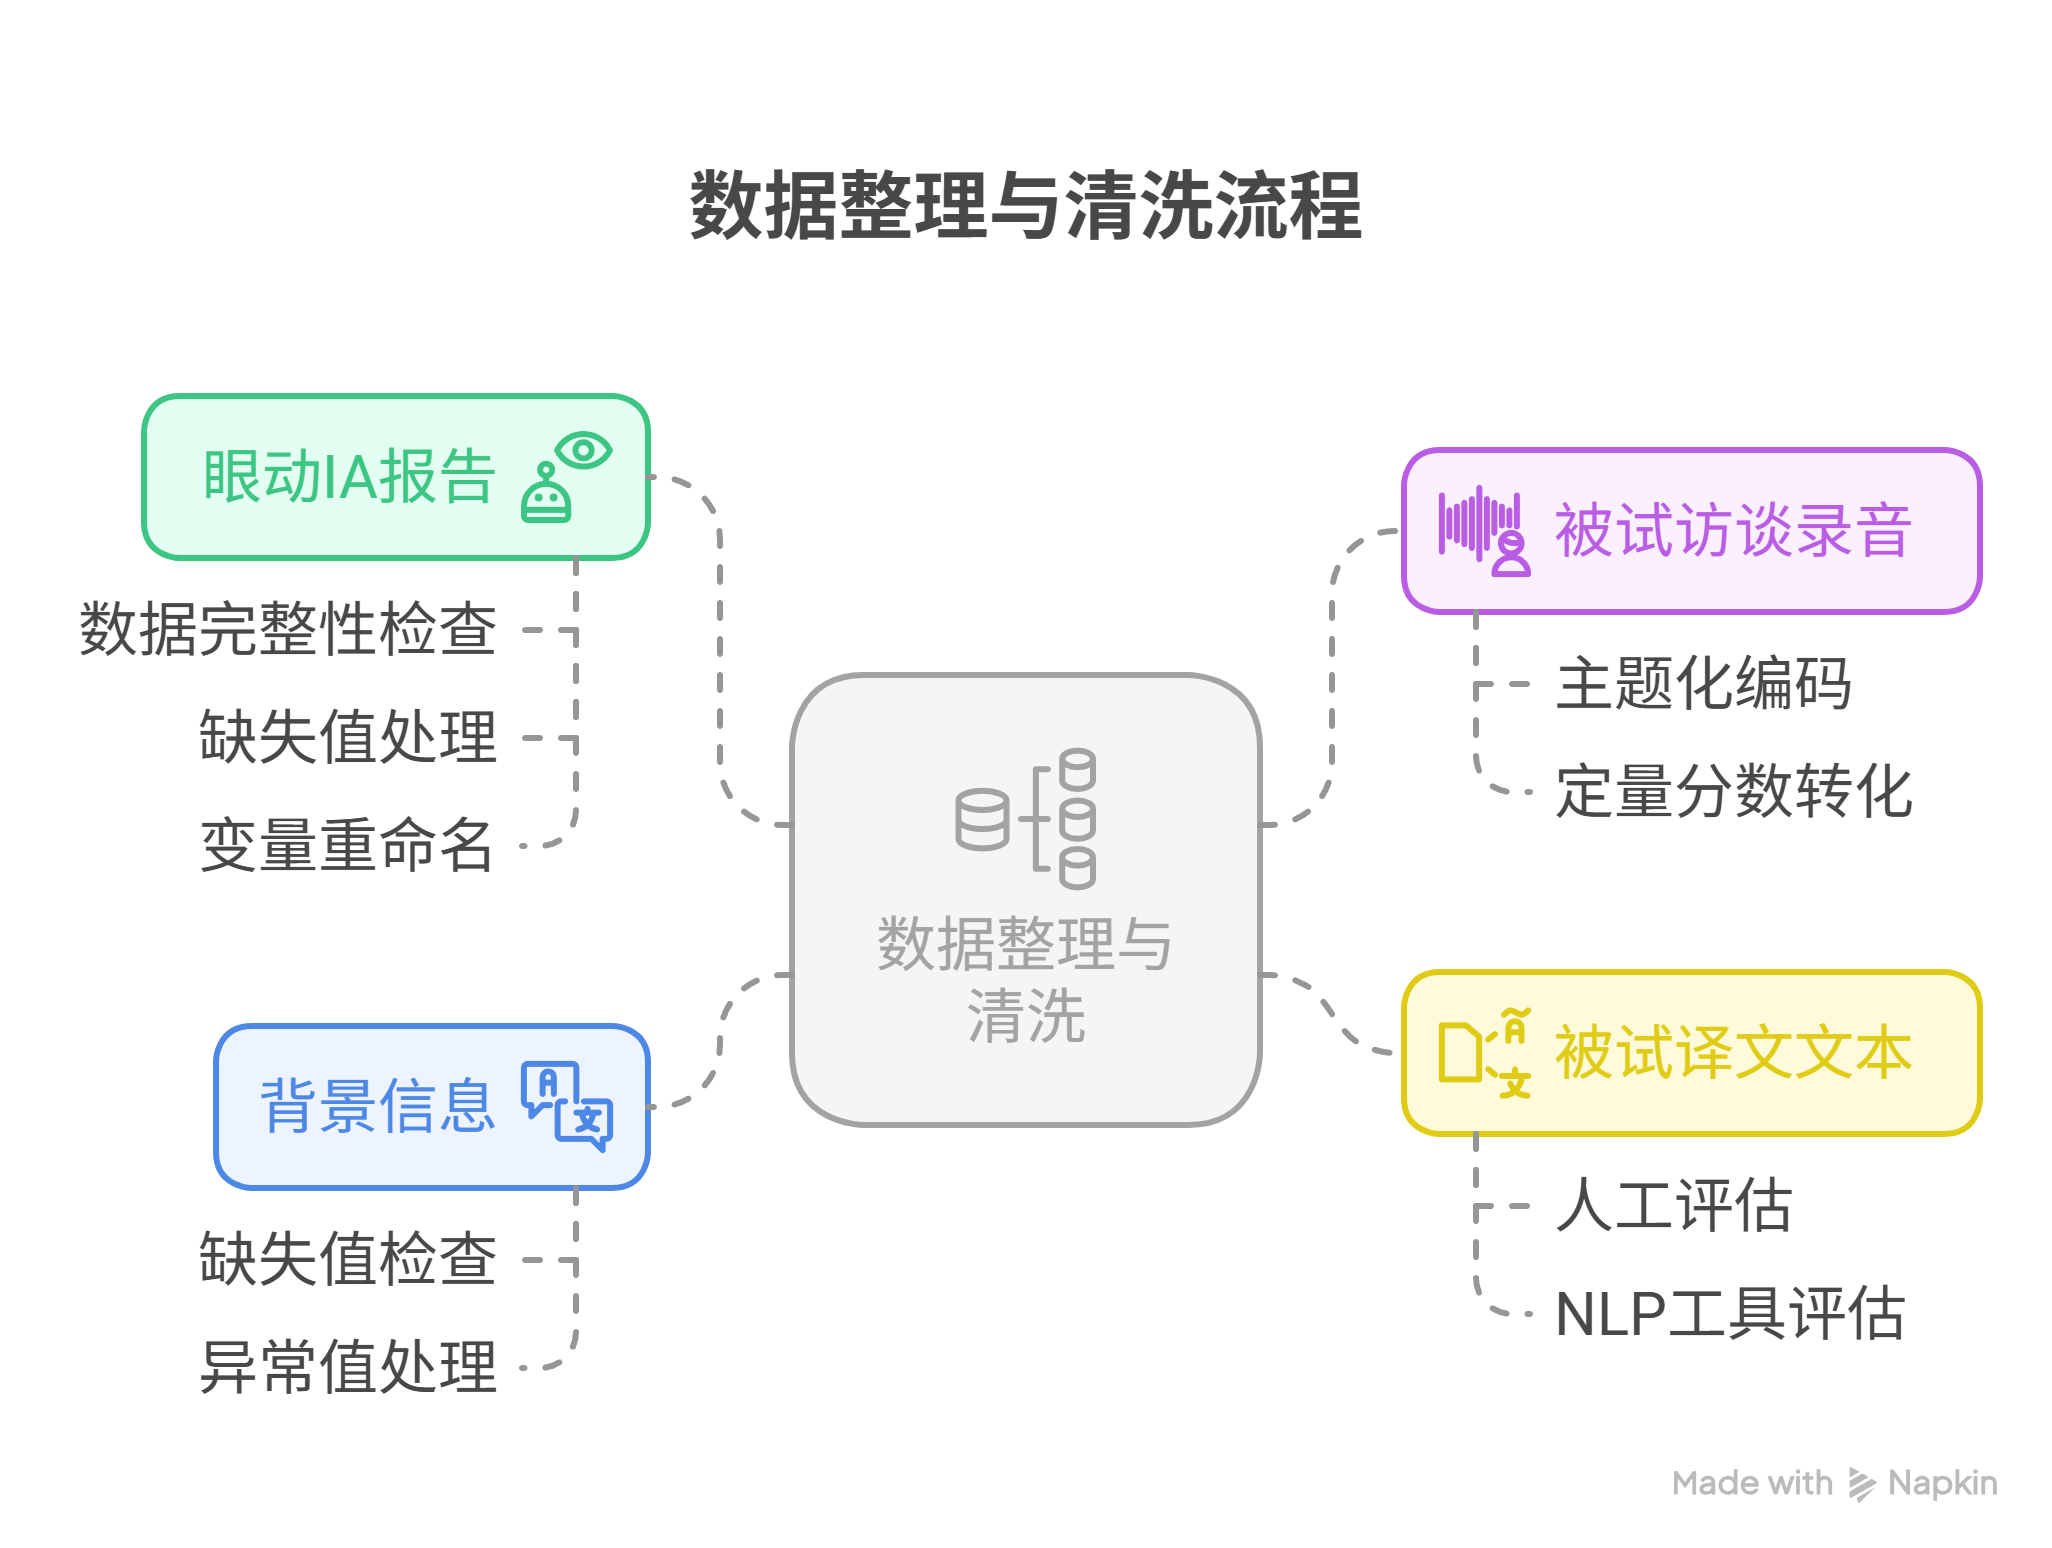 数据整理与清洗流程
眼动IA报告
数据完整性检查
缺失值处理
变量重命名
背景信息
A
文
缺失值检查
异常值处理
数据整理与
清洗
被试访谈录音
主题化编码
定量分数转化
Ã
文
被试译文文本
人工评估
NLP工具评估
Made with Napkin